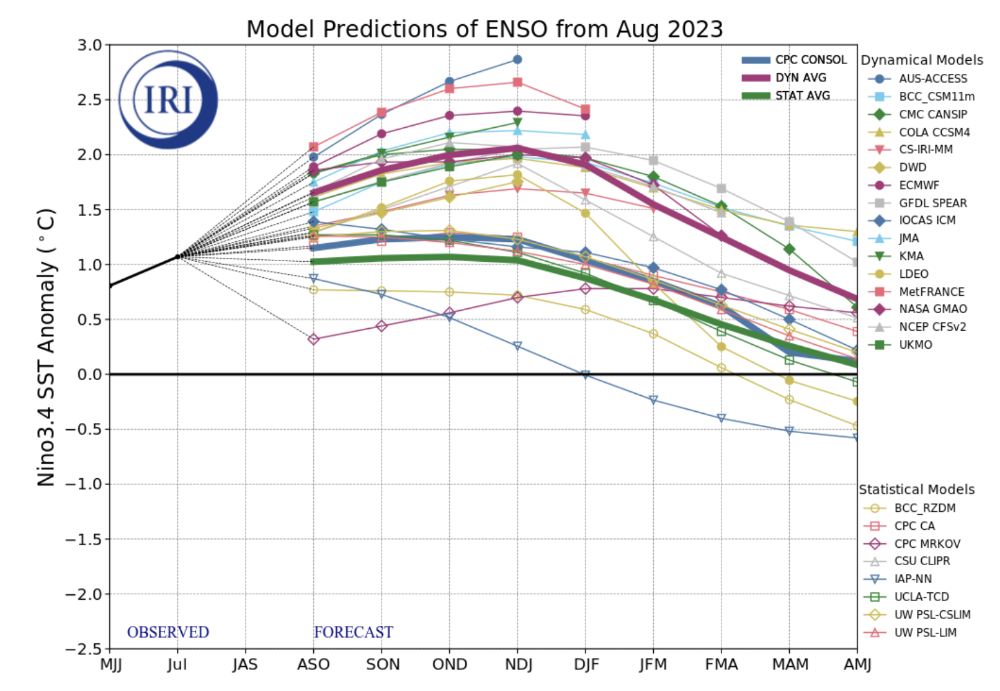 Model Predictions of ENSO from Aug 2023
Nino3.4 SST Anomaly (°C)
3.0
2.5
2.0
1.5
1.0
0.5
0.0
−0.5
−1.0
−1.5
−2.0
−2.5
IRI
CPC CONSOL
DYN AVG
STAT AVG
OBSERVED
FORECAST
MJJ
Jul
JAS
ASO
SON
OND
NDJ
DJF
JFM
FMA
MAM
AMJ
Dynamical Models
AUS-ACCESS
BCC_CSM11m
CMC CANSIP
COLA CCSM4
CS-IRI-MM
DWD
ECMWF
GFDL SPEAR
IOCAS ICM
JMA
KMA
LDEO
MetFRANCE
NASA GMAO
NCEP CFSv2
UKMO
Statistical Models
BCC_RZDM
CPC CA
CPC MRKOV
CSU CLIPR
IAP-NN
UCLA-TCD
UW PSL-CSLIM
UW PSL-LIM